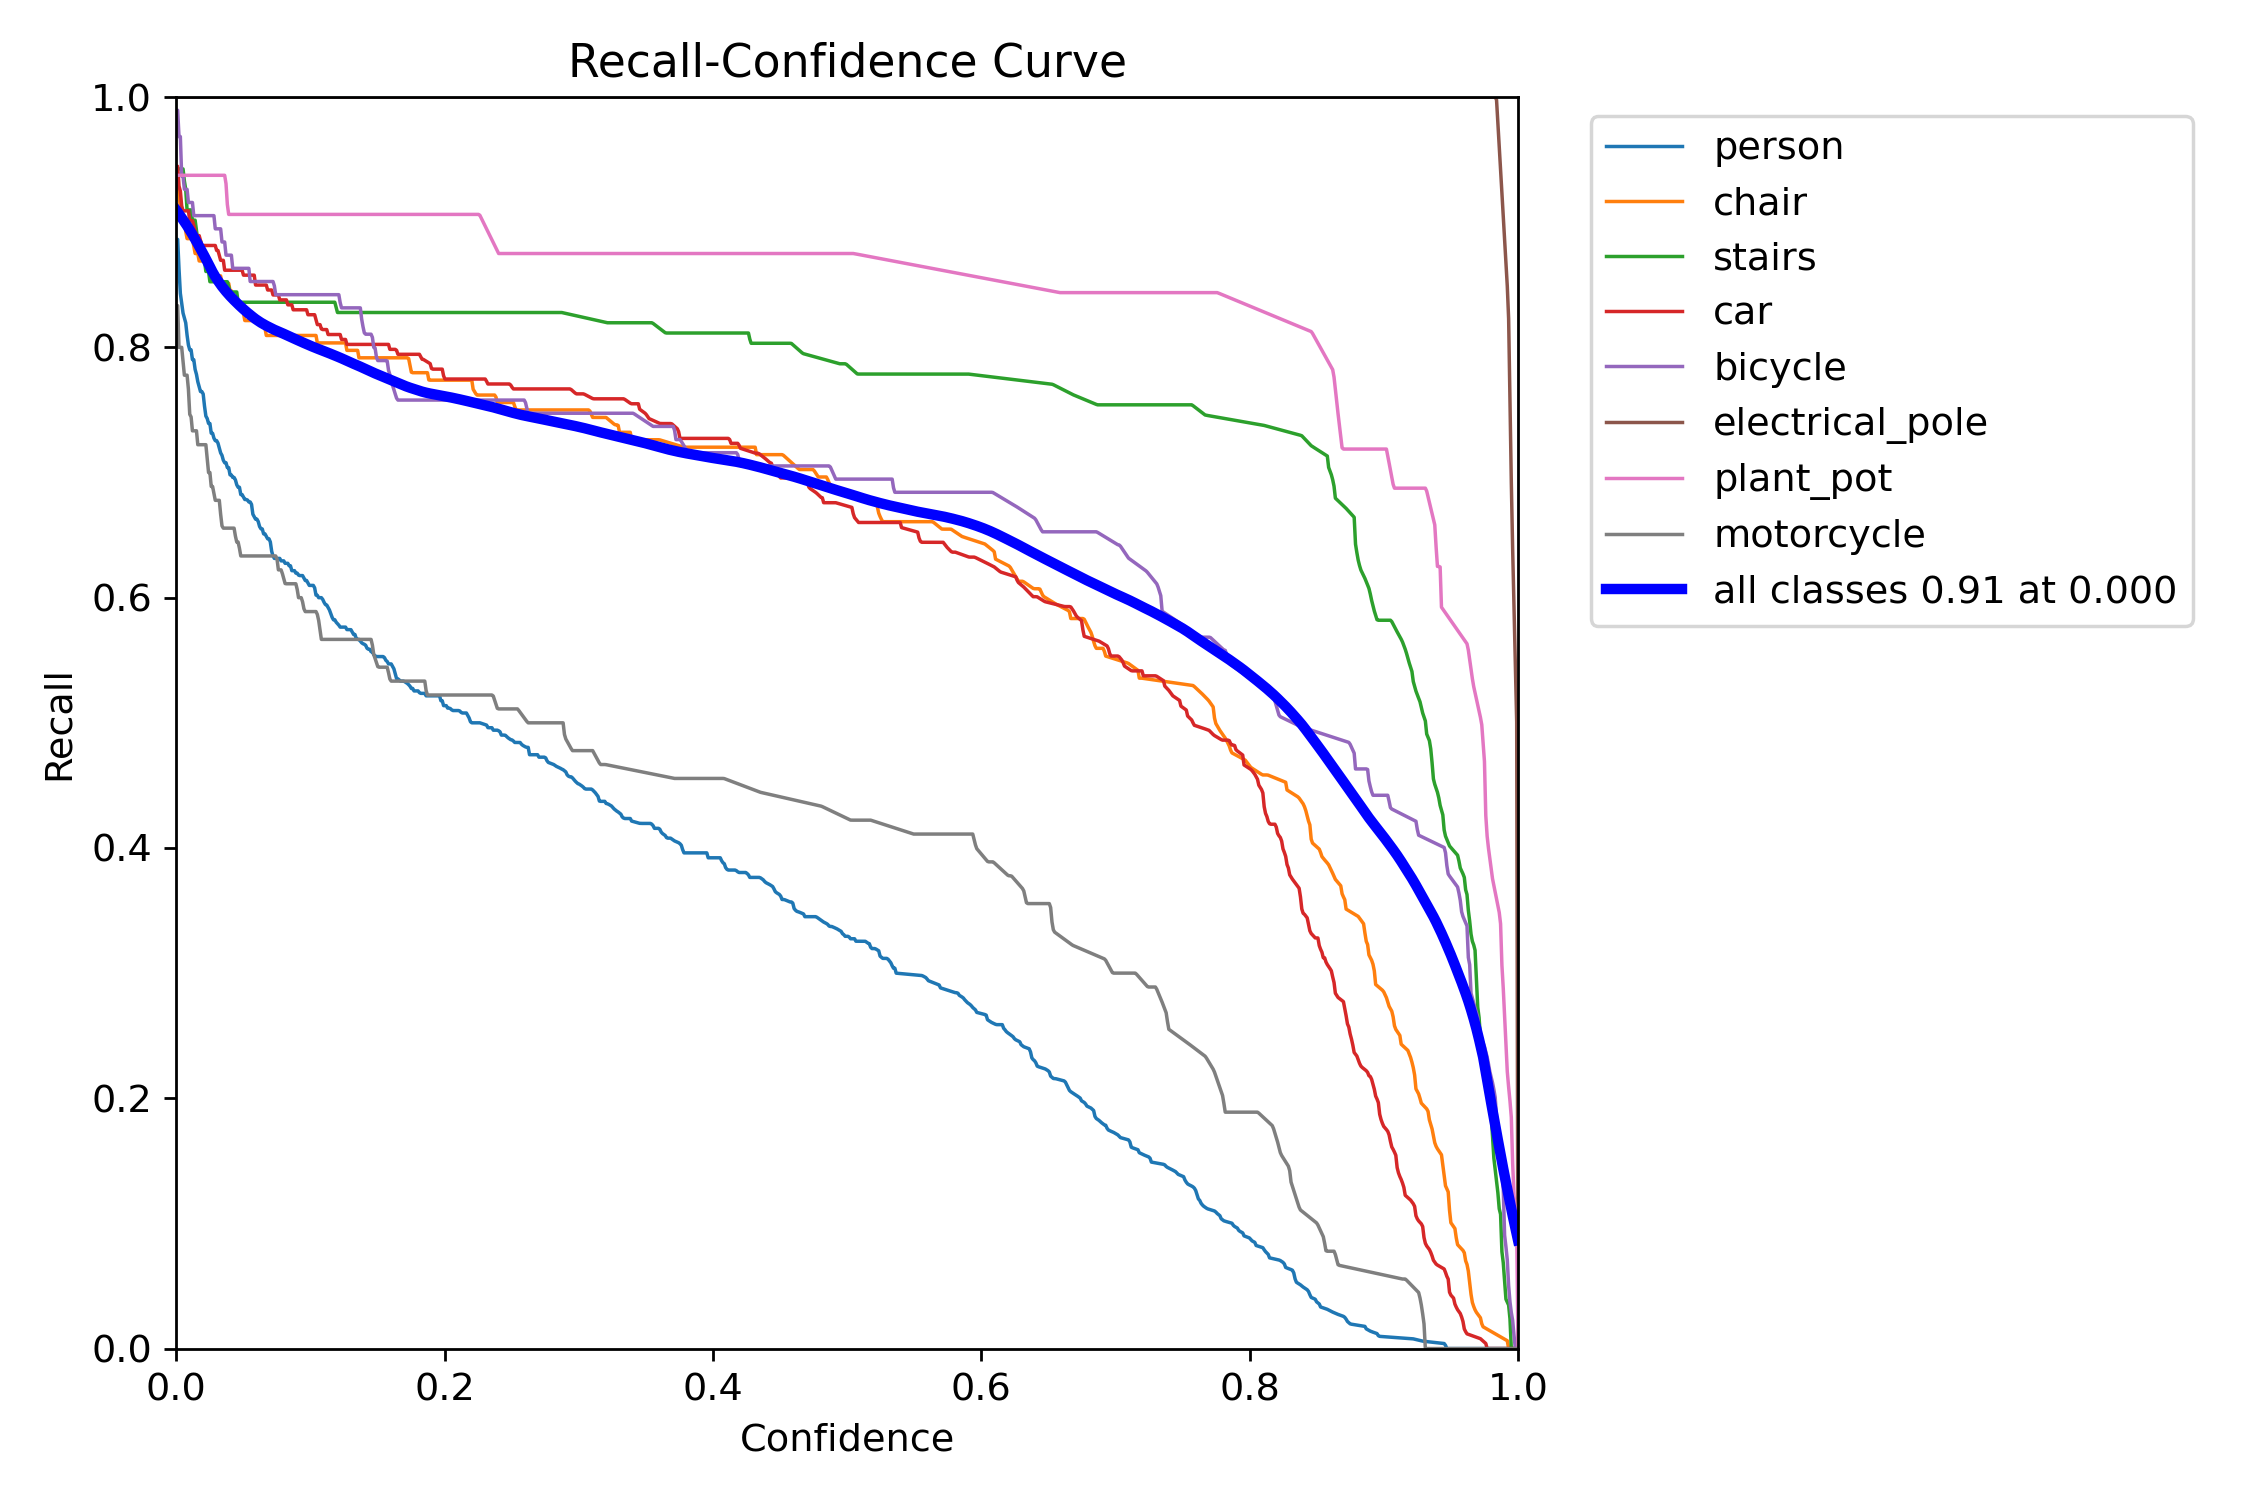 Recall-Confidence Curve
1.0
0.8
0.6
0.4
0.2
0.0
Recall
0.0 0.2 0.4 0.6 0.8 1.0
Confidence
person
chair
stairs
car
bicycle
electrical_pole
plant_pot
motorcycle
all classes 0.91 at 0.000